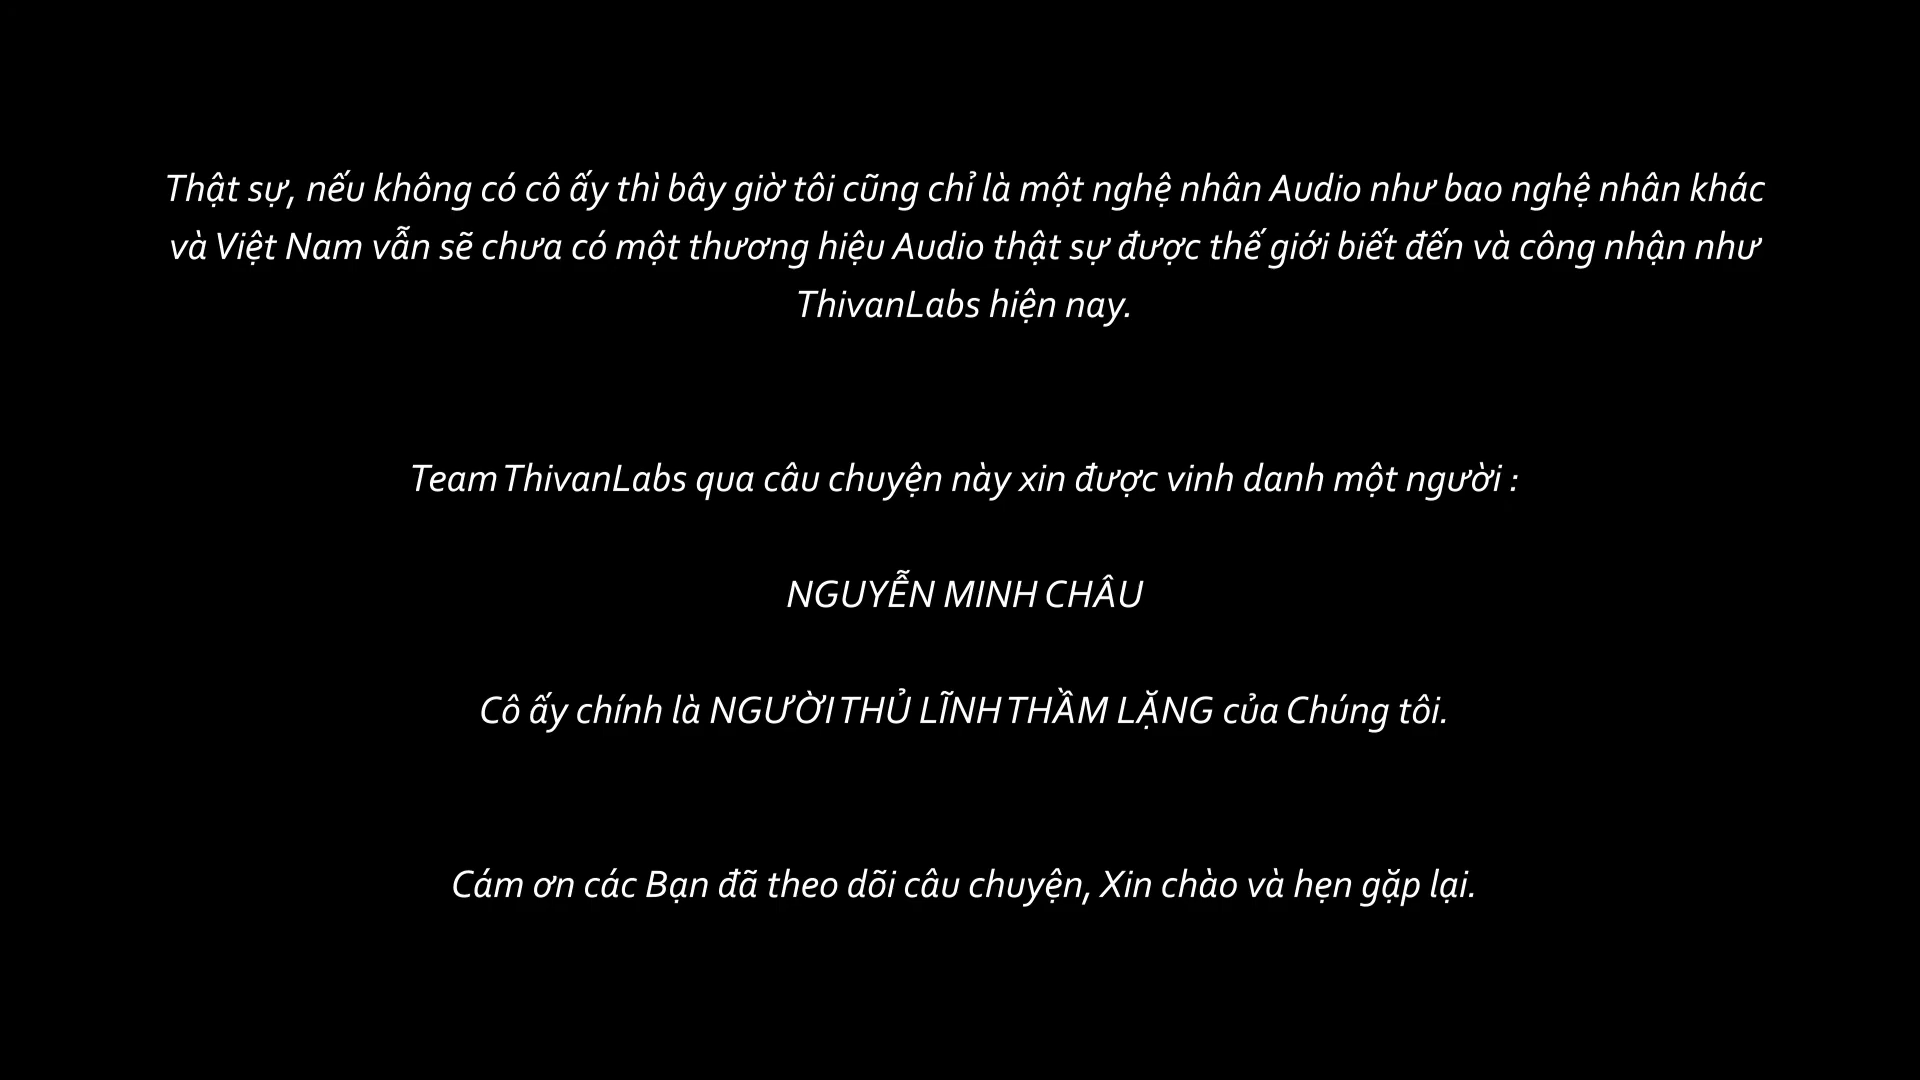 Thật sự, nếu không có cô ấy thì bây giờ tôi cũng chỉ là một nghệ nhân Audio như bao nghệ nhân khác
và Việt Nam vẫn sẽ chưa có một thương hiệu Audio thật sự được thế giới biết đến và công nhận như
ThivanLabs hiện nay.
Team ThivanLabs qua câu chuyện này xin được vinh danh một người :
NGUYỄN MINH CHÂU
Cô ấy chính là NGƯỜI THỦ LĨNH THẦM LẶNG của Chúng tôi.
Cám ơn các Bạn đã theo dõi câu chuyện, Xin chào và hẹn gặp lại.